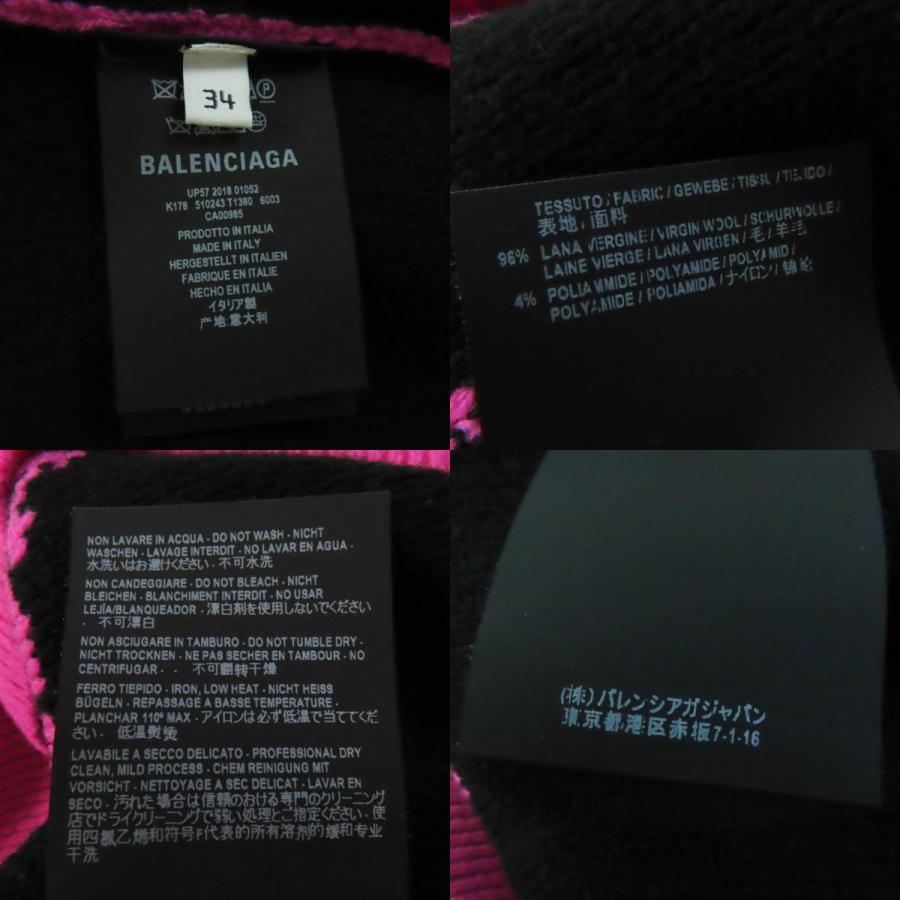 34
BALENCIAGA
UP57 2018 01052
K178 510243 T1380 6003
CA00985
PRODOTTO IN ITALIA
MADE IN ITALY
HERGESTELLT IN ITALIEN
FABRIQUE EN ITALIE
HECHO EN ITALIA
イタリア製
产地:意大利
TESSUTO / FABRIC / GEWEBE / TISSU / TEJIDO /
表地 / 面料
96% LANA VERGINE / VIRGIN WOOL / SCHURWOLLE /
LAINE VIERGE / LANA VIRGEN / 毛 / 羊毛
4% POLIAMMIDE / POLYAMIDE / POLYAMID /
POLYAMIDE / POLIAMIDA / ナイロン / 锦纶
NON LAVARE IN ACQUA - DO NOT WASH - NICHT
WASCHEN - LAVAGE INTERDIT - NO LAVAR EN AGUA -
水洗いはお避けください. 不可水洗
NON CANDEGGIARE - DO NOT BLEACH - NICHT
BLEICHEN - BLANCHIMENT INTERDIT - NO USAR
LEJÍA/BLANQUEADOR - 漂白剤を使用しないでください
- 不可漂白
NON ASCIUGARE IN TAMBURO - DO NOT TUMBLE DRY -
NICHT TROCKNEN - NE PAS SECHER EN TAMBOUR - NO
CENTRIFUGAR - - 不可翻转干燥
FERRO TIEPIDO - IRON, LOW HEAT - NICHT HEISS
BÜGELN - REPASSAGE A BASSE TEMPERATURE -
PLANCHAR 110º MAX - アイロンは必ず低温で当ててくだ
さい. 低温熨烫
LAVABILE A SECCO DELICATO - PROFESSIONAL DRY
CLEAN, MILD PROCESS - CHEM REINIGUNG MIT
VORSICHT - NETTOYAGE A SEC DELICAT - LAVAR EN
SECO - 汚れた場合は信頼のおける専門のクリーニング
店でドライクリーニングで弱い処理とご指定ください. 使
用四氯乙烯和符号F代表的所有溶剂的缓和专业
干洗
(株)バレンシアガジャパン
東京都港区赤坂7-1-16